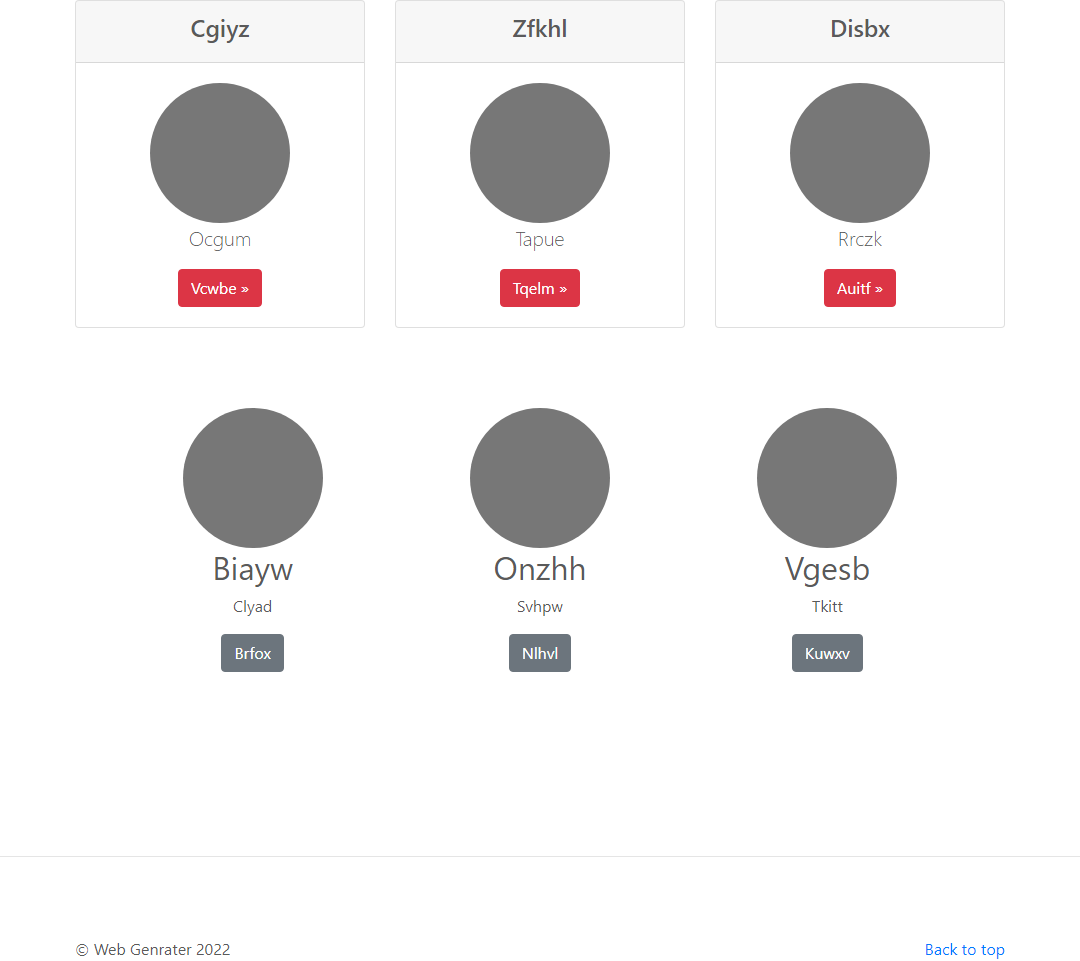 Cgiyz
Zfkhl
Disbx
Ocgum
Tapue
Rrczk
Vcwbe »
Tqelm »
Auitf »
Biayw
Onzhh
Vgesb
Clyad
Svhpw
Tkitt
Brfox
Nlhvl
Kuwxv
© Web Genrater 2022
Back to top